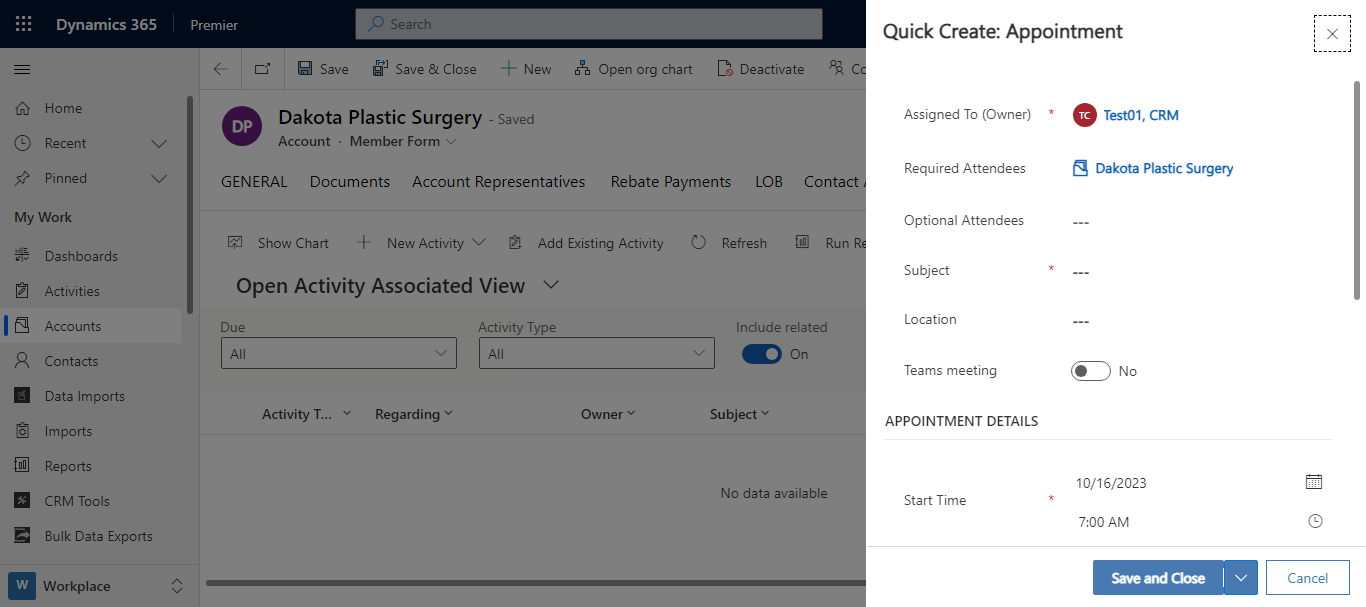 Dynamics 365
Premier
Search
Save
Save & Close
New
Open org chart
Deactivate
Home
Recent
Pinned
My Work
Dashboards
Activities
Accounts
Contacts
Data Imports
Imports
Reports
CRM Tools
Bulk Data Exports
W Workplace
DP
Dakota Plastic Surgery - Saved
Account · Member Form
GENERAL Documents Account Representatives Rebate Payments LOB Contact
Show Chart New Activity Add Existing Activity Refresh Run
Open Activity Associated View
Due Activity Type Include related
All All On
Activity T... Regarding Owner Subject
No data available
Quick Create: Appointment
Assigned To (Owner) * TC Test01, CRM
Required Attendees Dakota Plastic Surgery
Optional Attendees ---
Subject * ---
Location ---
Teams meeting No
APPOINTMENT DETAILS
10/16/2023
Start Time *
7:00 AM
Save and Close Cancel